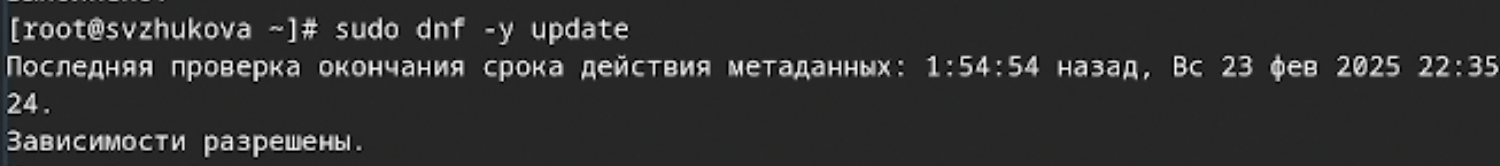 [root@svzhukova ~]# sudo dnf -y update
Последняя проверка окончания срока действия метаданных: 1:54:54 назад, Вс 23 фев 2025 22:35
24.
Зависимости разрешены.